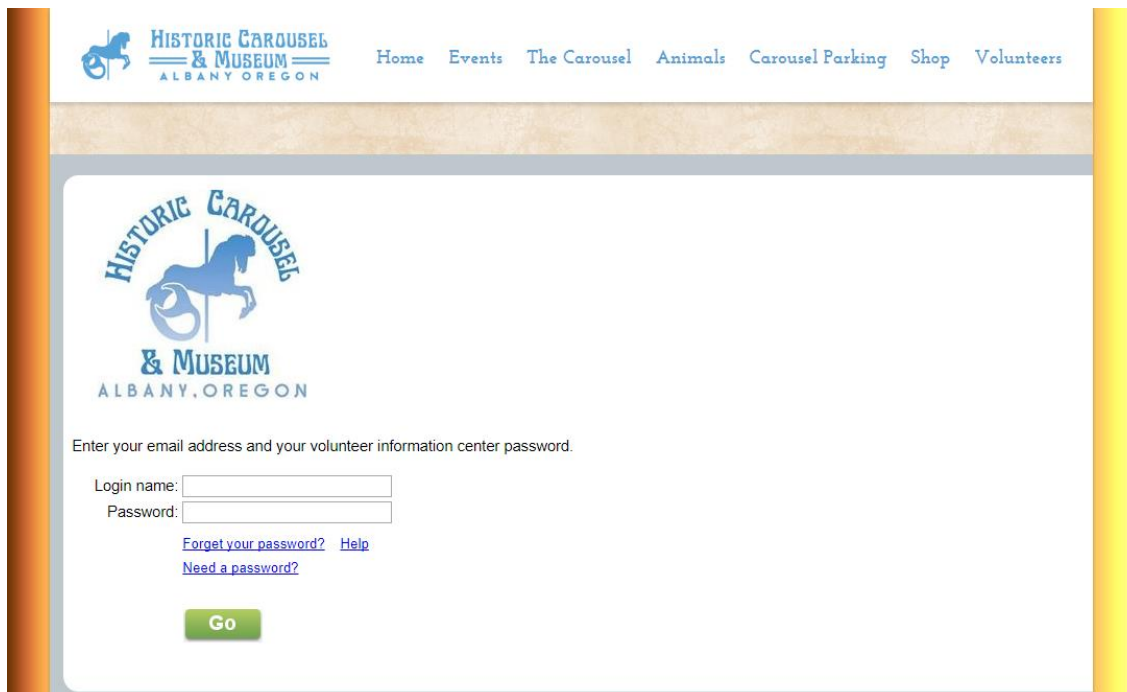 HISTORIC CAROUSEL
& MUSEUM
ALBANY OREGON
Home Events The Carousel Animals Carousel Parking Shop Volunteers
HISTORIC CAROUSEL
& MUSEUM
ALBANY, OREGON
Enter your email address and your volunteer information center password.
Login name:
Password:
Forget your password? Help
Need a password?
Go